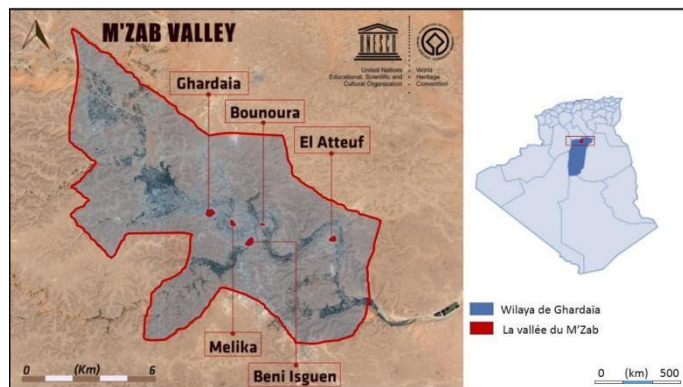 M'ZAB VALLEY
UNESCO
United Nations
Educational, Scientific and
Cultural Organization
World
Heritage
Convention
Ghardaia
Bounoura
El Atteuf
Melika
Beni Isguen
0 (Km) 6
Wilaya de Ghardaïa
La vallée du M'Zab
0 (km) 500